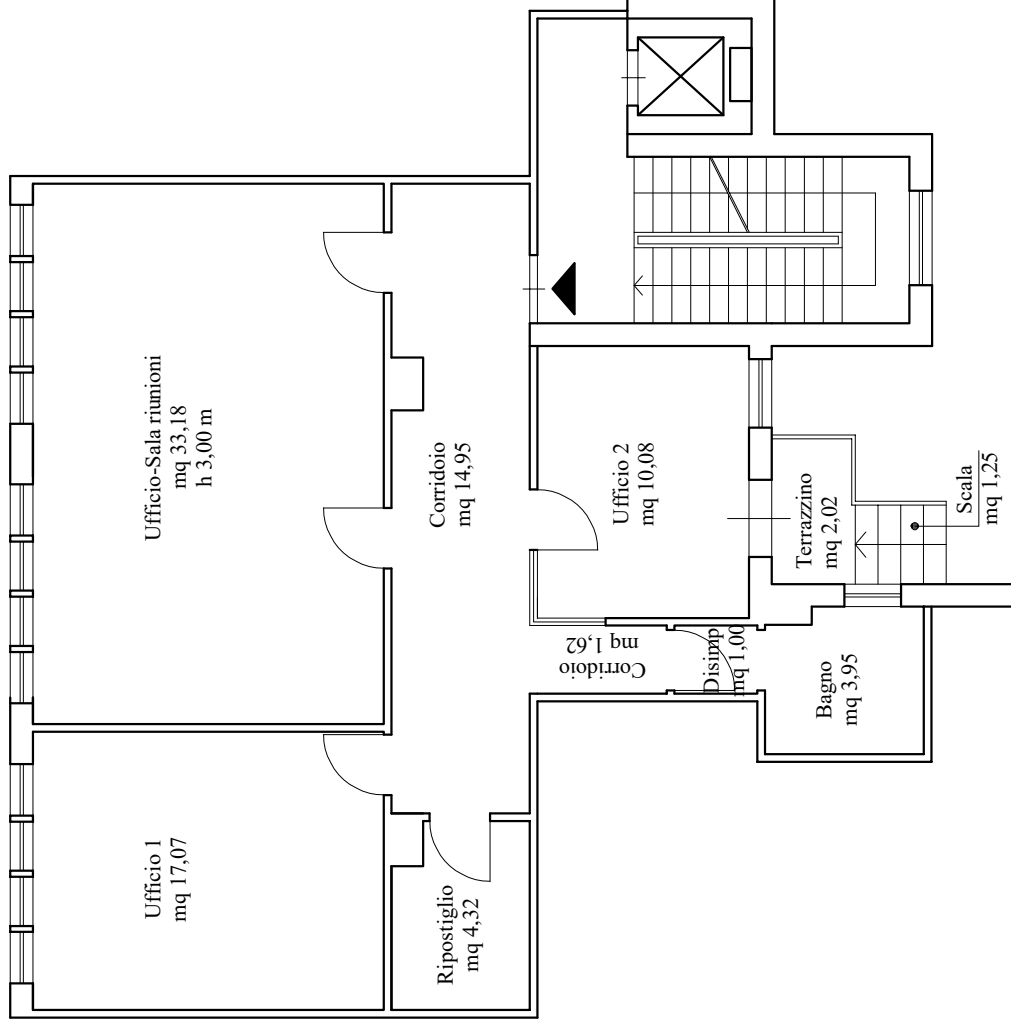 Ufficio-Sala riunioni
mq 33,18
h 3,00 m
Ufficio 1
mq 17,07
Corridoio
mq 14,95
Ripostiglio
mq 4,32
Ufficio 2
mq 10,08
Corridoio
mq 1,62
Disimp
mq 1,00
Bagno
mq 3,95
Terrazzino
mq 2,02
Scala
mq 1,25